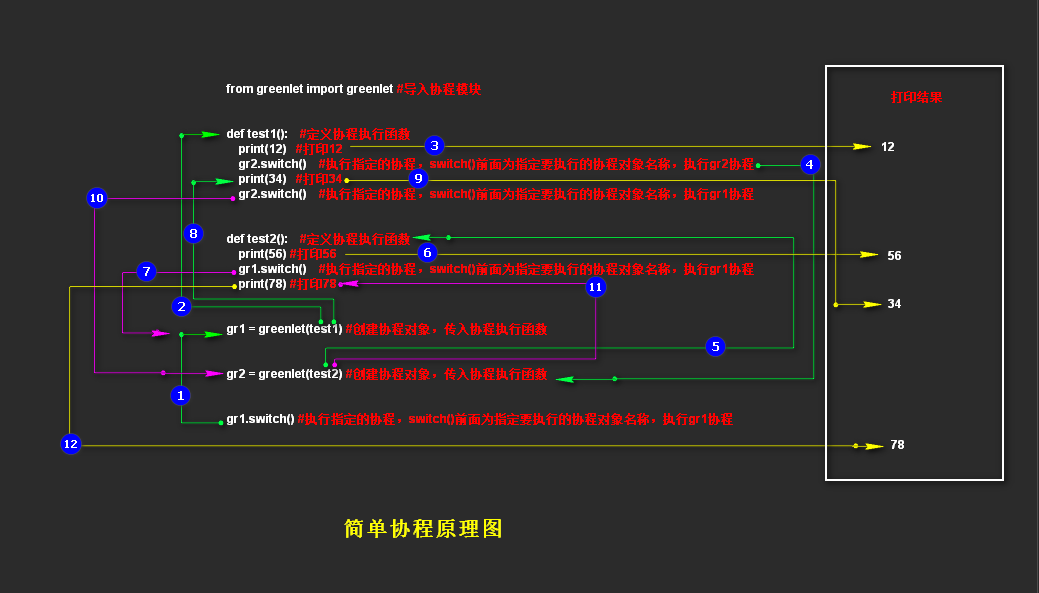 from greenlet import greenlet #导入协程模块
打印结果
def test1(): #定义协程执行函数
print(12) #打印12 3 12
gr2.switch() #执行指定的协程，switch()前面为指定要执行的协程对象名称，执行gr2协程 4
print(34) #打印34 9
10 gr2.switch() #执行指定的协程，switch()前面为指定要执行的协程对象名称，执行gr1协程
8
def test2(): #定义协程执行函数
print(56) #打印56 6 56
7 gr1.switch() #执行指定的协程，switch()前面为指定要执行的协程对象名称，执行gr1协程
print(78) #打印78 11
2 34
gr1 = greenlet(test1) #创建协程对象，传入协程执行函数
5
gr2 = greenlet(test2) #创建协程对象，传入协程执行函数
1
gr1.switch() #执行指定的协程，switch()前面为指定要执行的协程对象名称，执行gr1协程
12 78
简单协程原理图